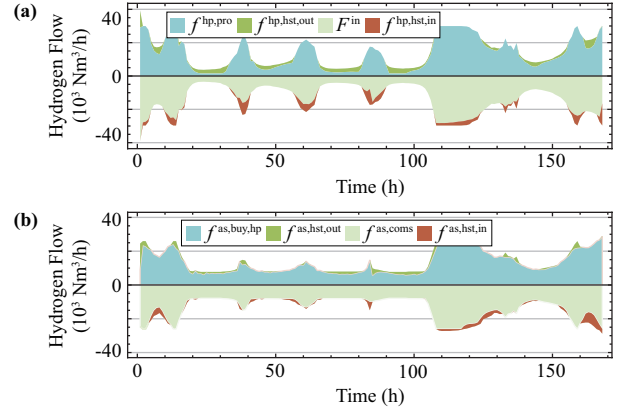 (a)
40
0
-40
Hydrogen Flow
(10³ Nm³/h)
f^hp,pro f^hp,hst,out F^in f^hp,hst,in
0 50 100 150
Time (h)
(b)
40
0
-40
Hydrogen Flow
(10³ Nm³/h)
f^as,buy,hp f^as,hst,out f^as,coms f^as,hst,in
0 50 100 150
Time (h)